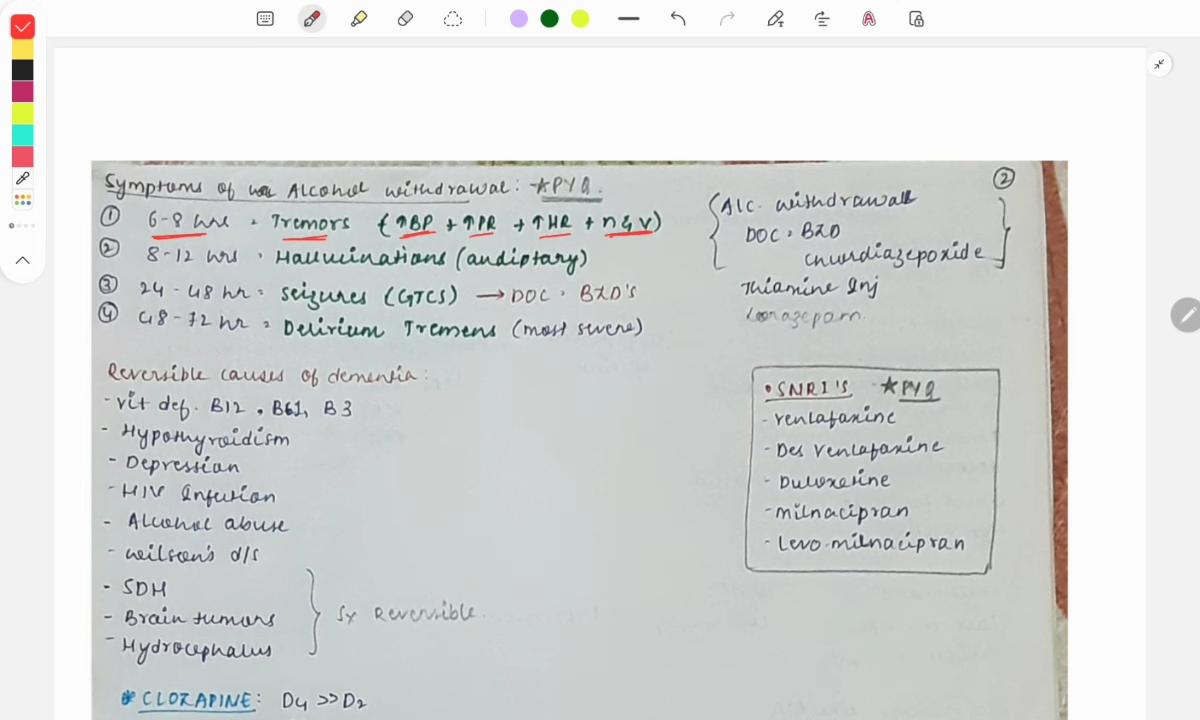 Symptoms of Alcohol withdrawal: ★PYQ.
②
① 6-8 hrs = Tremors (↑BP + ↑PR + ↑HR + n & v)
② 8-12 hrs = Hallucinations (audiptary)
③ 24-48 hr = Seizures (GTCS) → DOC = BZD's
④ 48-72 hr = Delirium Tremens (most severe)
Alc. withdrawal
DOC = BZD
Chlordiazepoxide
Thiamine Inj
Lorazepam.
Reversible causes of dementia:
- vit def. B12, B61, B3
- Hypothyroidism
- Depression
- HIV Infection
- Alcohol abuse
- Wilson's d/s
- SDH
- Brain tumors
- Hydrocephalus
Sx Reversible.
• SNRI'S ★PYQ
- Venlafaxine
- Des Venlafaxine
- Duloxetine
- milnacipran
- Levo-milnacipran
* CLOZAPINE: D4 >> D2